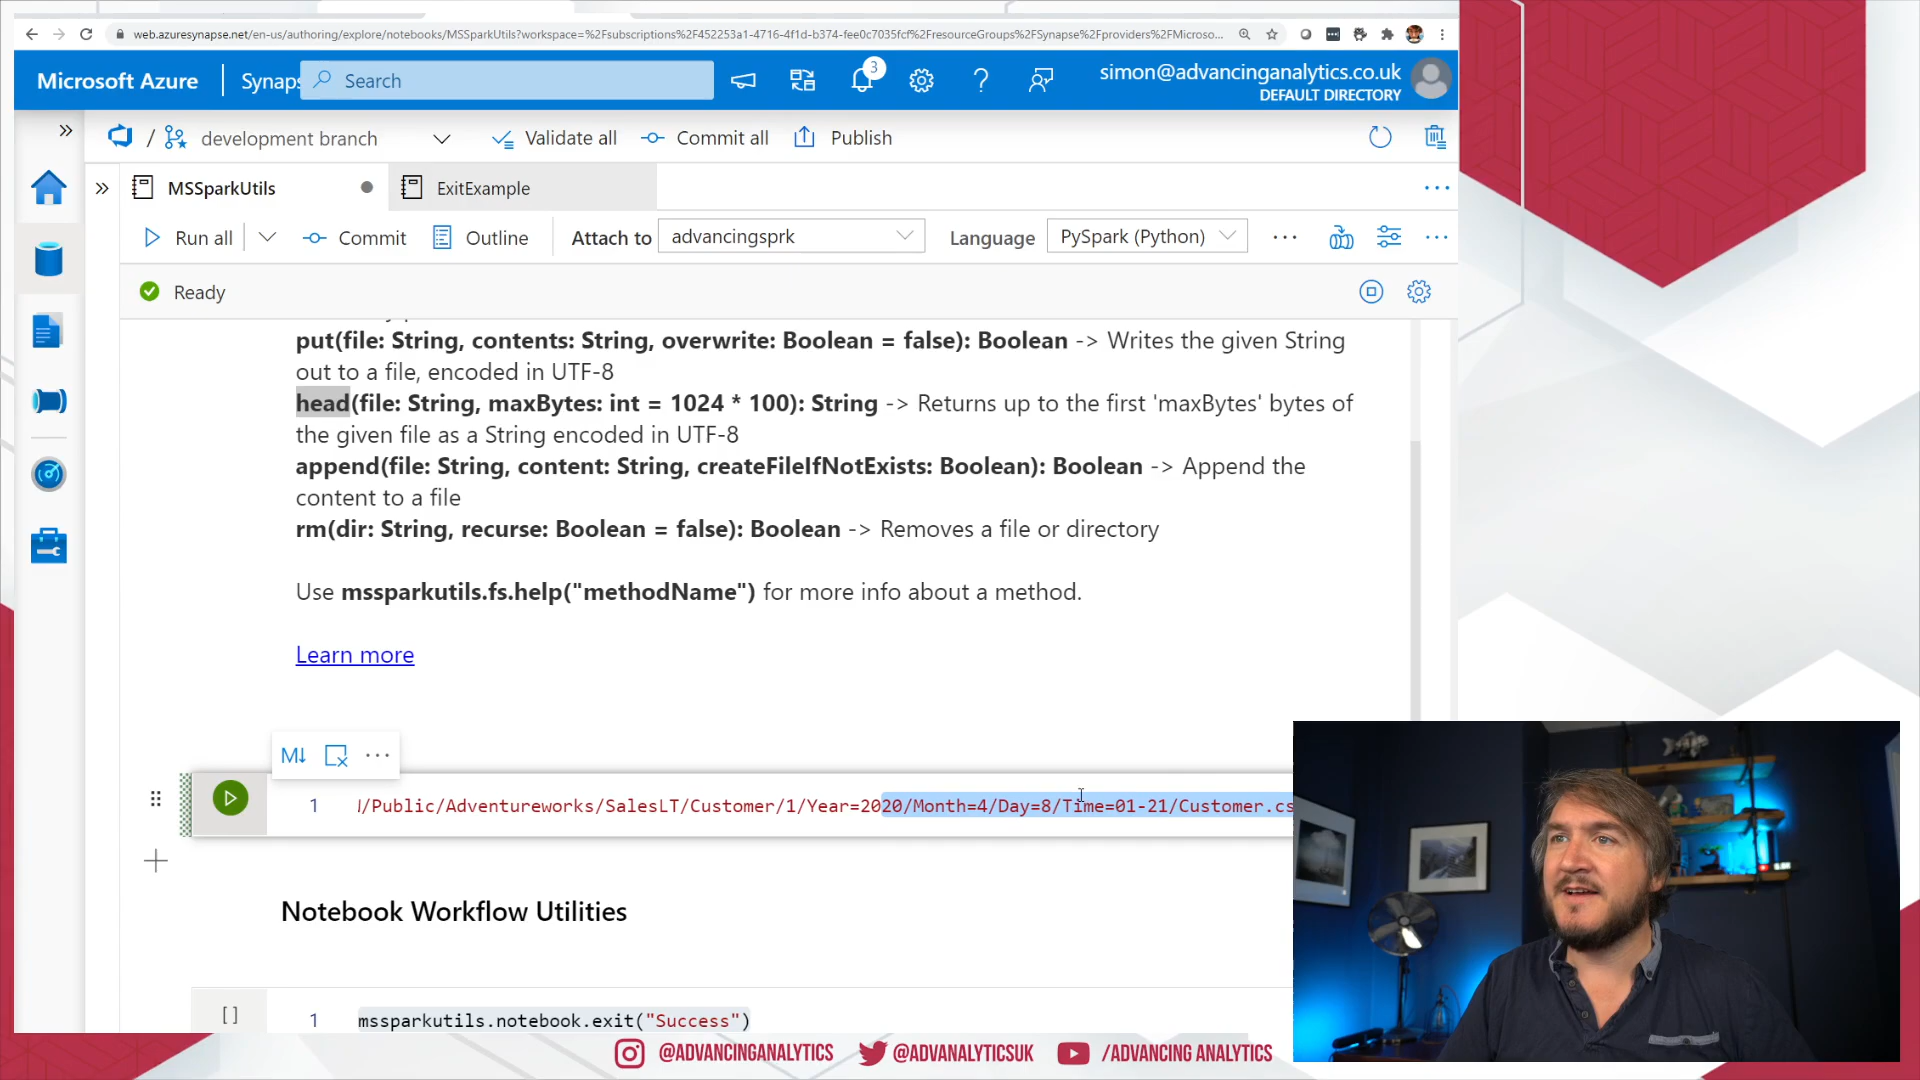 web.azuresynapse.net/en-us/authoring/explore/notebooks/MSSparkUtils?workspace=%2Fsubscriptions%2F452253a1-4716-4f1d-b374-fee0c7035fcf%2FresourceGroups%2FSynapse%2Fproviders%2FMicroso...
Microsoft Azure
Synaps
Search
3
simon@advancinganalytics.co.uk
DEFAULT DIRECTORY
/ development branch
Validate all
Commit all
Publish
MSSparkUtils
ExitExample
Run all
Commit
Outline
Attach to advancingsprk
Language PySpark (Python)
Ready
put(file: String, contents: String, overwrite: Boolean = false): Boolean -> Writes the given String
out to a file, encoded in UTF-8
head(file: String, maxBytes: int = 1024 * 100): String -> Returns up to the first 'maxBytes' bytes of
the given file as a String encoded in UTF-8
append(file: String, content: String, createFileIfNotExists: Boolean): Boolean -> Append the
content to a file
rm(dir: String, recurse: Boolean = false): Boolean -> Removes a file or directory
Use mssparkutils.fs.help("methodName") for more info about a method.
Learn more
M↓
1 /Public/Adventureworks/SalesLT/Customer/1/Year=2020/Month=4/Day=8/Time=01-21/Customer.cs
Notebook Workflow Utilities
[ ] 1 mssparkutils.notebook.exit("Success")
@ADVANCINGANALYTICS @ADVANALYTICSUK /ADVANCING ANALYTICS